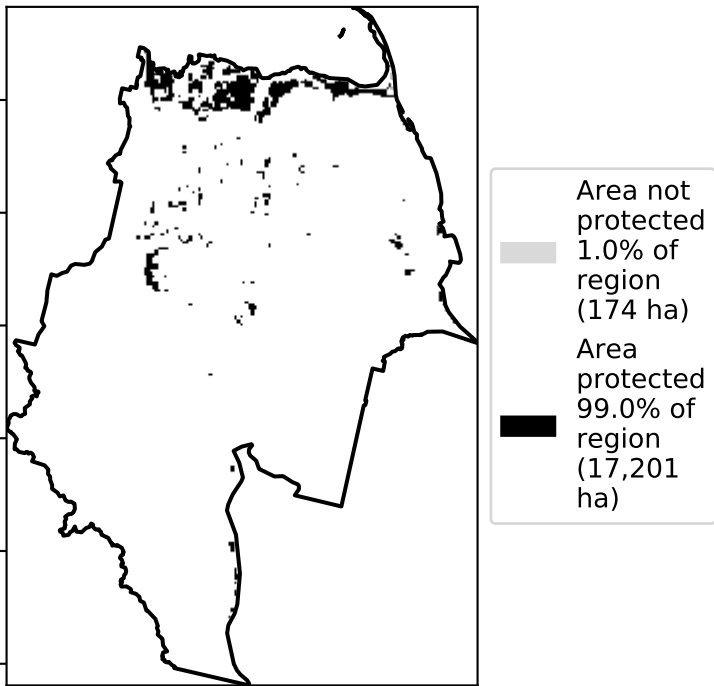 Area not
protected
1.0% of
region
(174 ha)
Area
protected
99.0% of
region
(17,201
ha)